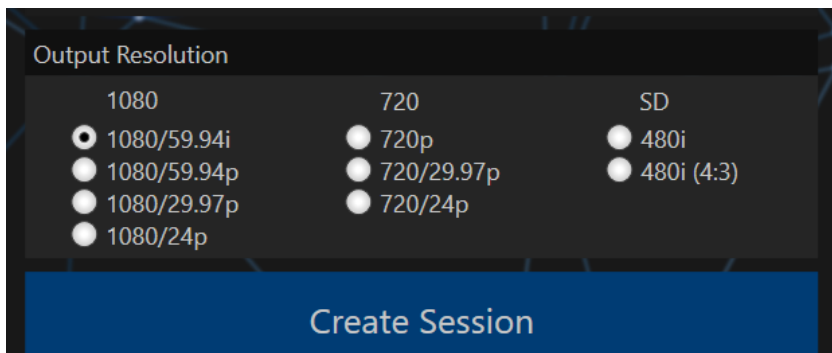 Output Resolution
1080
1080/59.94i
1080/59.94p
1080/29.97p
1080/24p
720
720p
720/29.97p
720/24p
SD
480i
480i (4:3)
Create Session